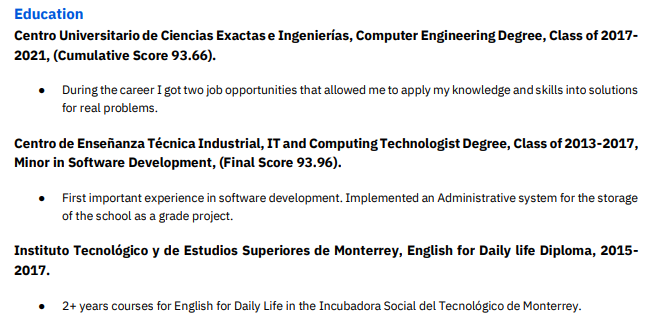 Education
Centro Universitario de Ciencias Exactas e Ingenierías, Computer Engineering Degree, Class of 2017-
2021, (Cumulative Score 93.66).
● During the career I got two job opportunities that allowed me to apply my knowledge and skills into solutions
for real problems.
Centro de Enseñanza Técnica Industrial, IT and Computing Technologist Degree, Class of 2013-2017,
Minor in Software Development, (Final Score 93.96).
● First important experience in software development. Implemented an Administrative system for the storage
of the school as a grade project.
Instituto Tecnológico y de Estudios Superiores de Monterrey, English for Daily life Diploma, 2015-
2017.
● 2+ years courses for English for Daily Life in the Incubadora Social del Tecnológico de Monterrey.